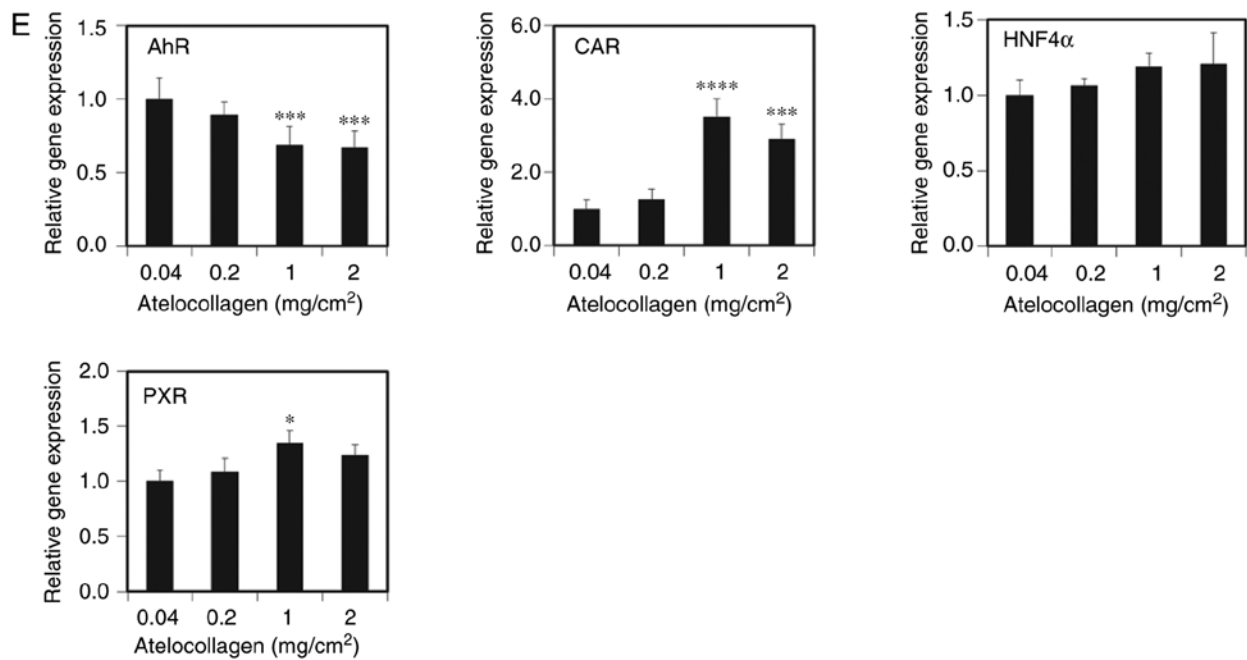 E
AhR
Relative gene expression
1.5
1.0
0.5
0.0
***
***
0.04 0.2 1 2
Atelocollagen (mg/cm²)
CAR
Relative gene expression
6.0
4.0
2.0
0.0
****
***
0.04 0.2 1 2
Atelocollagen (mg/cm²)
HNF4α
Relative gene expression
1.5
1.0
0.5
0.0
0.04 0.2 1 2
Atelocollagen (mg/cm²)
PXR
Relative gene expression
2.0
1.5
1.0
0.5
0.0
*
0.04 0.2 1 2
Atelocollagen (mg/cm²)